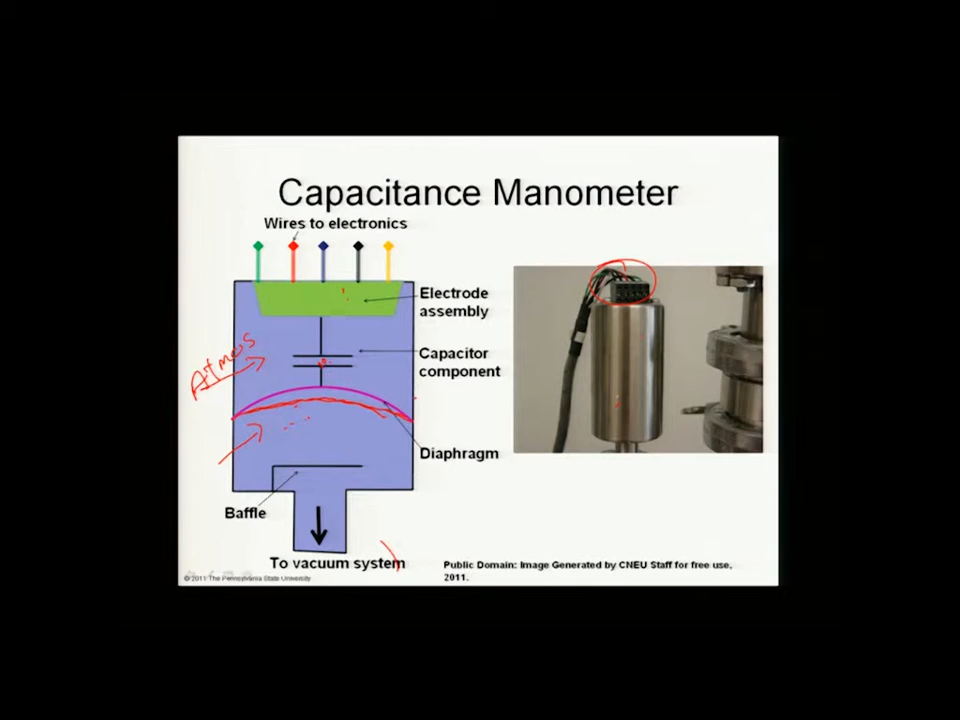 Capacitance Manometer
Wires to electronics
Electrode
assembly
Atmos
Capacitor
component
Diaphragm
Baffle
To vacuum system
Public Domain: Image Generated by CNEU Staff for free use,
2011.
© 2011 The Pennsylvania State University